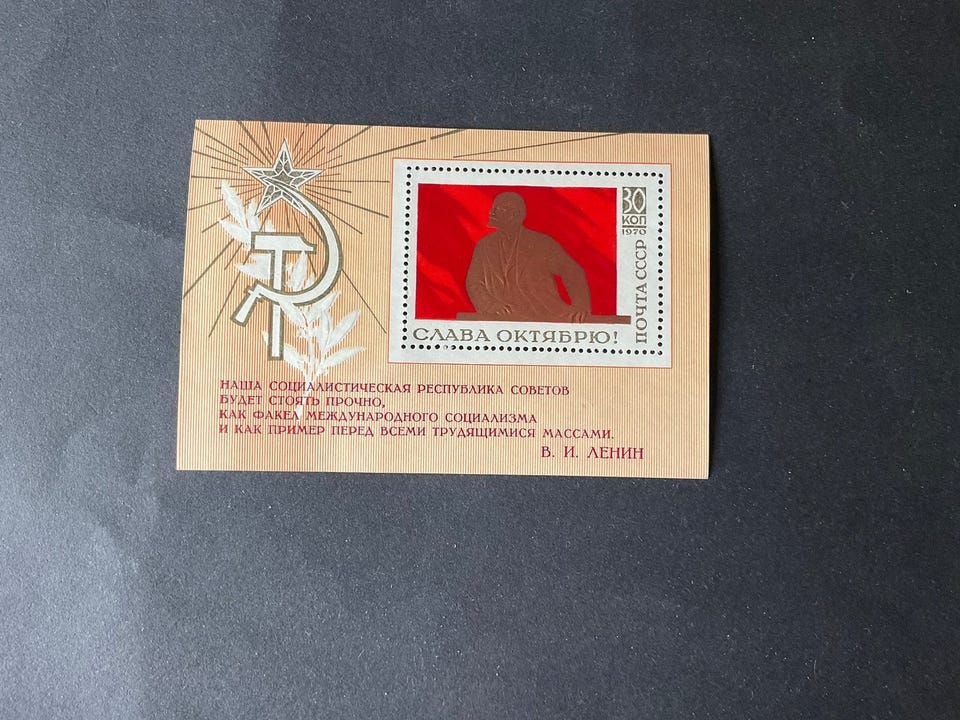 30
КОП
1970
ПОЧТА СССР
СЛАВА ОКТЯБРЮ!
НАША СОЦИАЛИСТИЧЕСКАЯ РЕСПУБЛИКА СОВЕТОВ
БУДЕТ СТОЯТЬ ПРОЧНО,
КАК ФАКЕЛ МЕЖДУНАРОДНОГО СОЦИАЛИЗМА
И КАК ПРИМЕР ПЕРЕД ВСЕМИ ТРУДЯЩИМИСЯ МАССАМИ.
В. И. ЛЕНИН